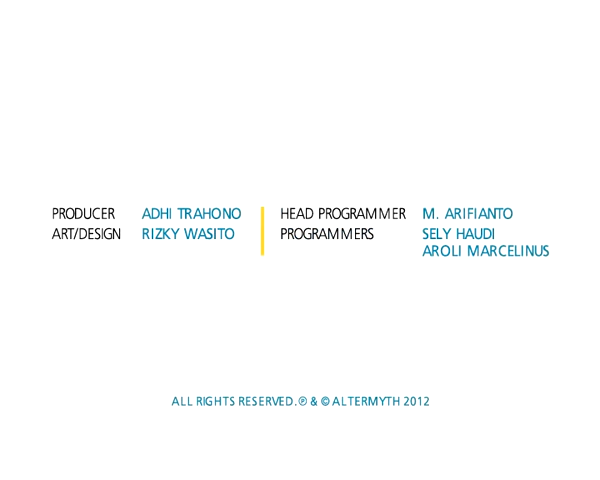 PRODUCER ADHI TRAHONO
ART/DESIGN RIZKY WASITO
HEAD PROGRAMMER M. ARIFIANTO
PROGRAMMERS SELY HAUDI
AROLI MARCELINUS
ALL RIGHTS RESERVED.℗ & © ALTERMYTH 2012